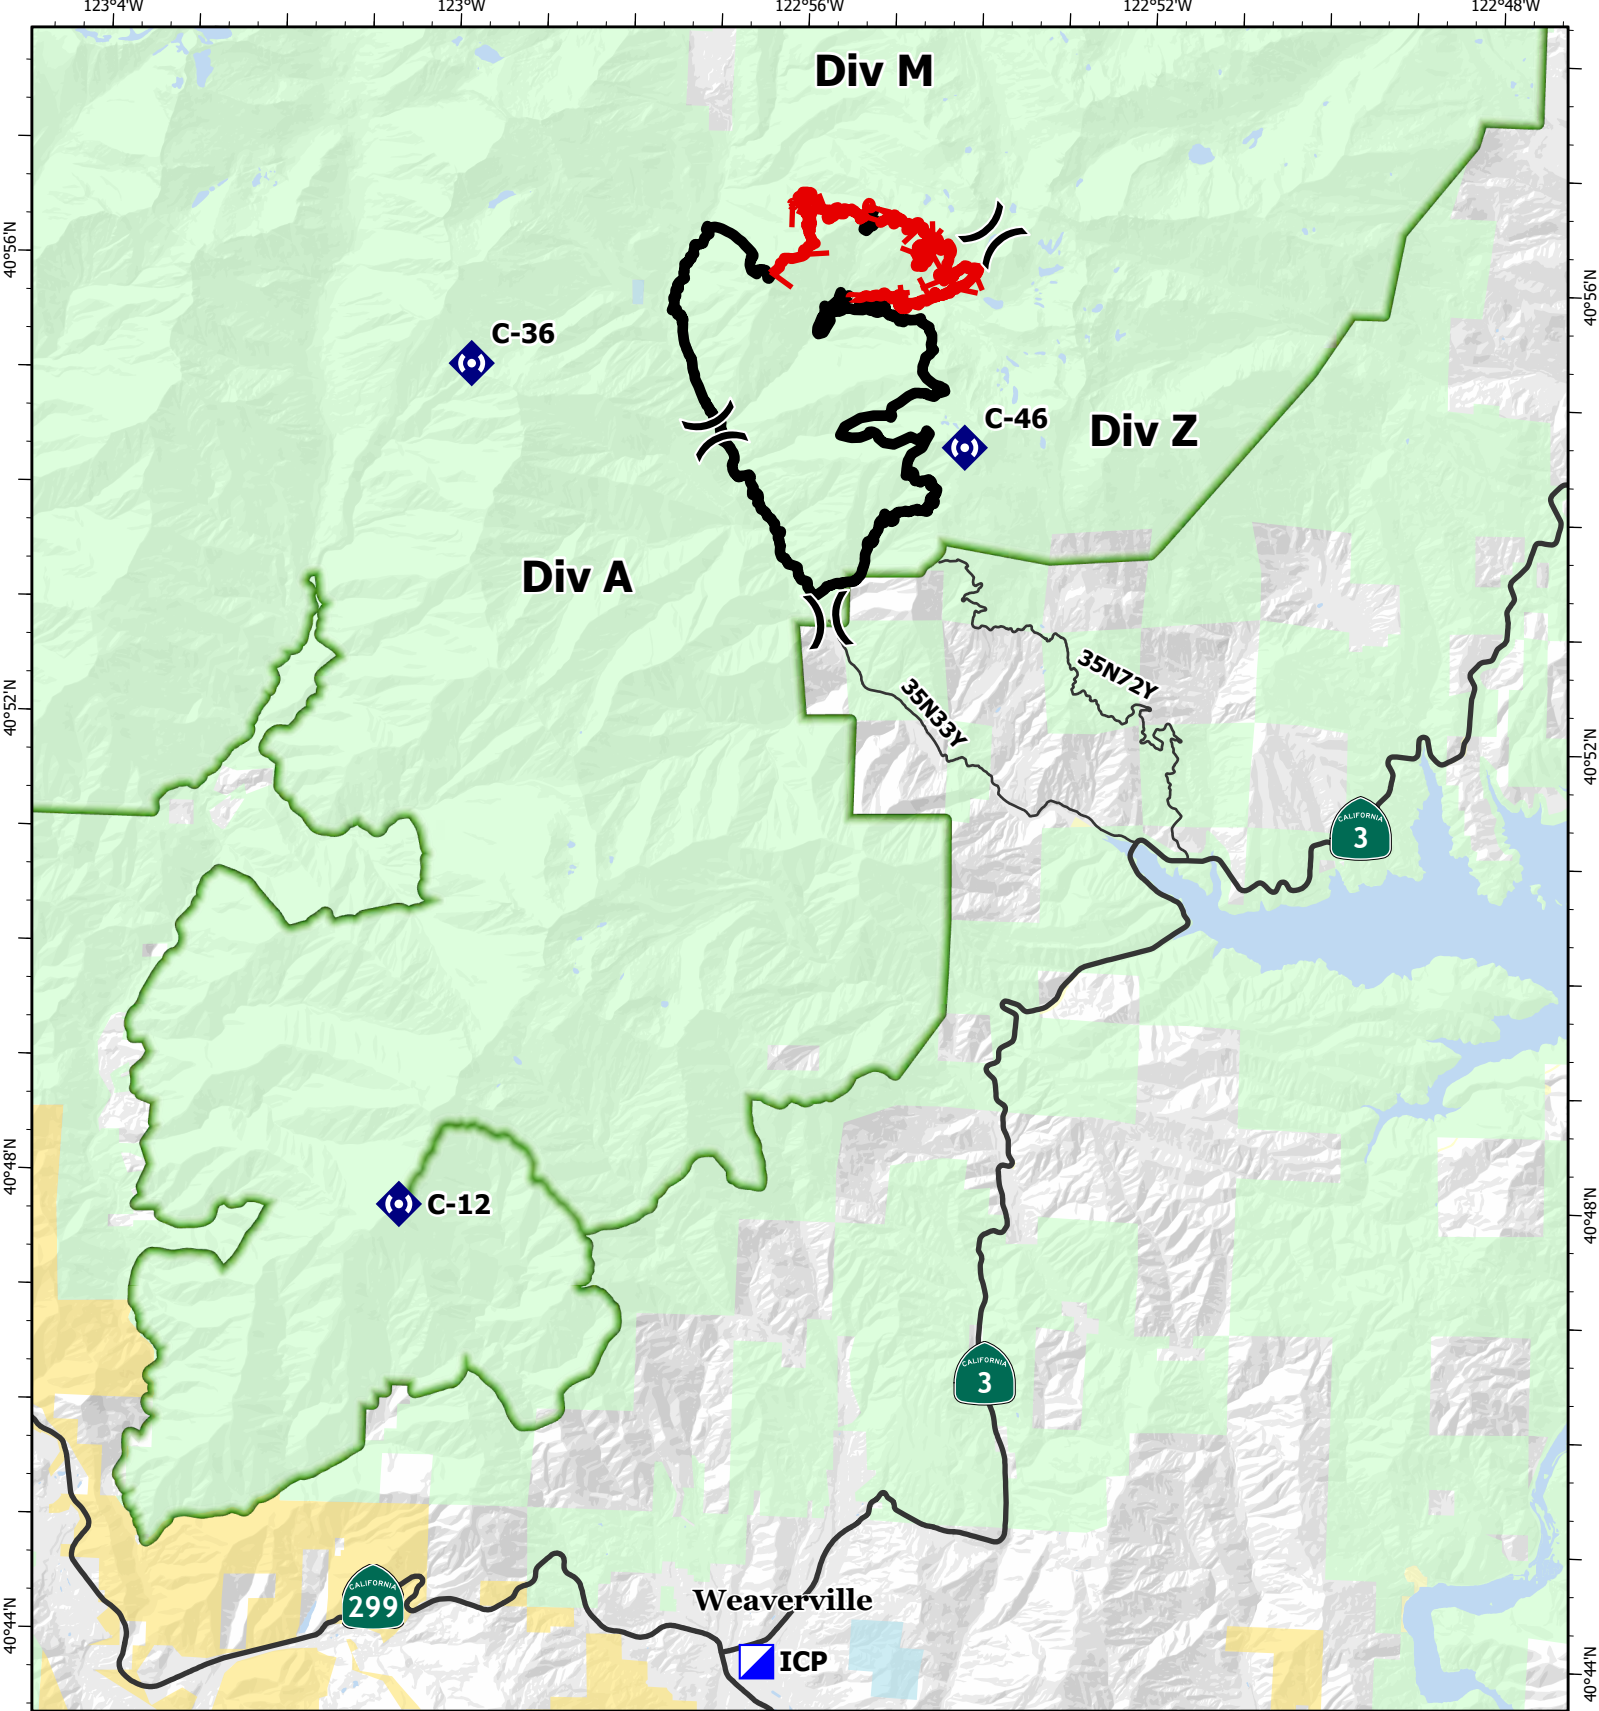 123°4'W
123°W
122°56'W
122°52'W
122°48'W
Div M
40°56'N
40°56'N
C-36
C-46
Div Z
Div A
35N72Y
35N33Y
40°52'N
40°52'N
CALIFORNIA
3
40°48'N
40°48'N
C-12
CALIFORNIA
3
CALIFORNIA
299
Weaverville
40°44'N
40°44'N
ICP